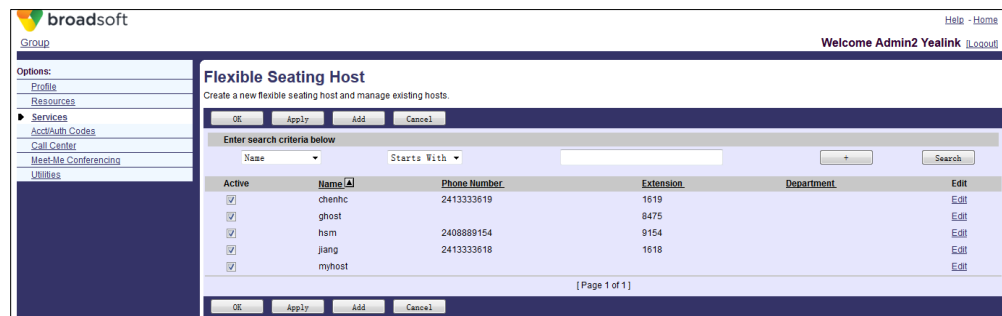 broadsoft
Help - Home
Group
Welcome Admin2 Yealink [Logout]
Options:
Profile
Resources
Services
Acct/Auth Codes
Call Center
Meet-Me Conferencing
Utilities
Flexible Seating Host
Create a new flexible seating host and manage existing hosts.
OK Apply Add Cancel
Enter search criteria below
Name Starts With + Search
Active Name Phone Number Extension Department Edit
chenhc 2413333619 1619 Edit
ghost 8475 Edit
hsm 2408889154 9154 Edit
jiang 2413333618 1618 Edit
myhost Edit
[ Page 1 of 1 ]
OK Apply Add Cancel